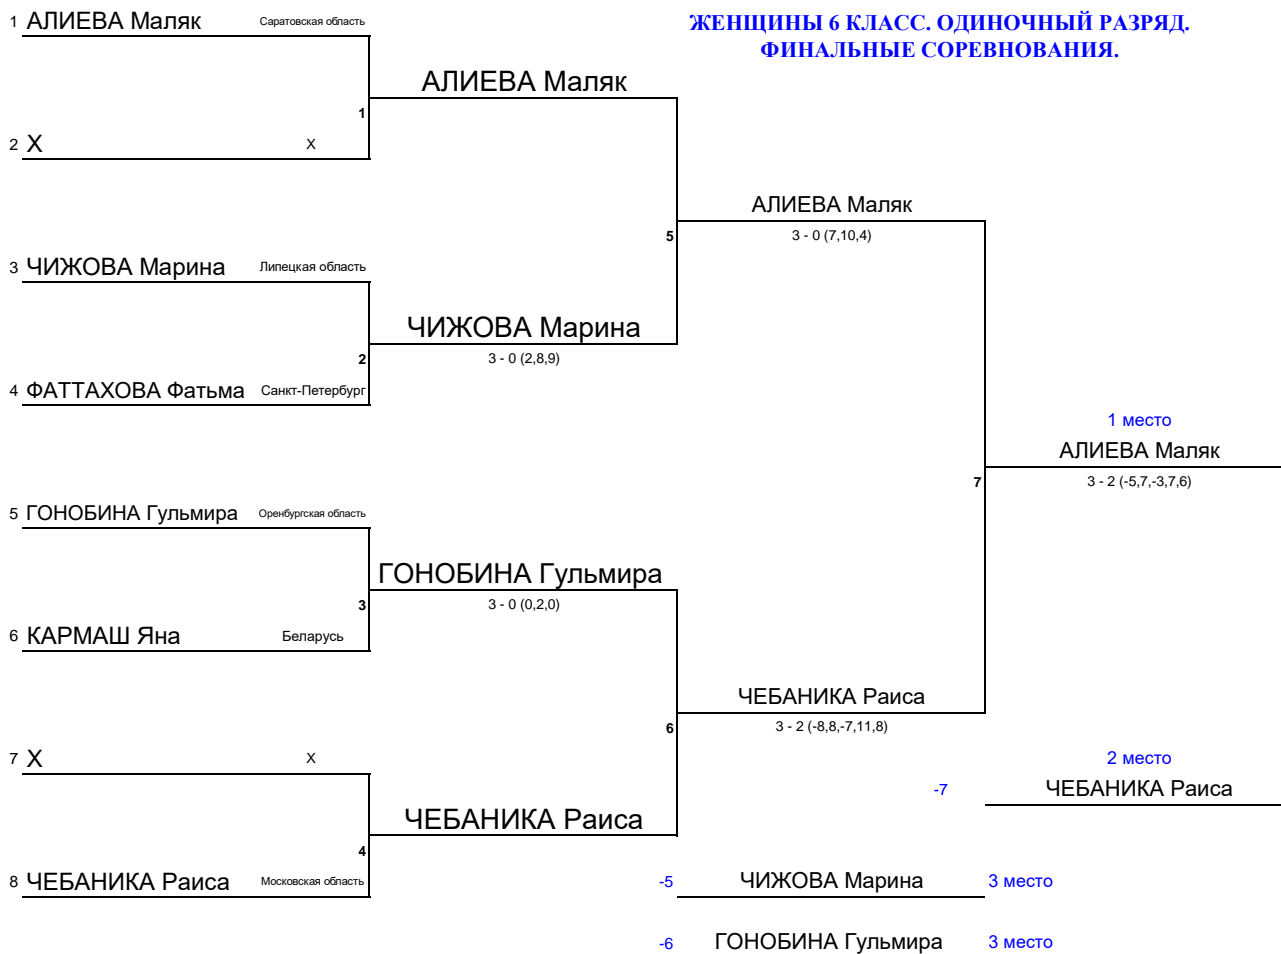 ЖЕНЩИНЫ 6 КЛАСС. ОДИНОЧНЫЙ РАЗРЯД.
ФИНАЛЬНЫЕ СОРЕВНОВАНИЯ.
1 АЛИЕВА Маляк Саратовская область
АЛИЕВА Маляк
1
2 X X
АЛИЕВА Маляк
5 3 - 0 (7,10,4)
3 ЧИЖОВА Марина Липецкая область
ЧИЖОВА Марина
2 3 - 0 (2,8,9)
4 ФАТТАХОВА Фатьма Санкт-Петербург
1 место
АЛИЕВА Маляк
7 3 - 2 (-5,7,-3,7,6)
5 ГОНОБИНА Гульмира Оренбургская область
ГОНОБИНА Гульмира
3 3 - 0 (0,2,0)
6 КАРМАШ Яна Беларусь
ЧЕБАНИКА Раиса
6 3 - 2 (-8,8,-7,11,8)
7 X X
2 место
-7 ЧЕБАНИКА Раиса
ЧЕБАНИКА Раиса
4
8 ЧЕБАНИКА Раиса Московская область
-5 ЧИЖОВА Марина 3 место
-6 ГОНОБИНА Гульмира 3 место